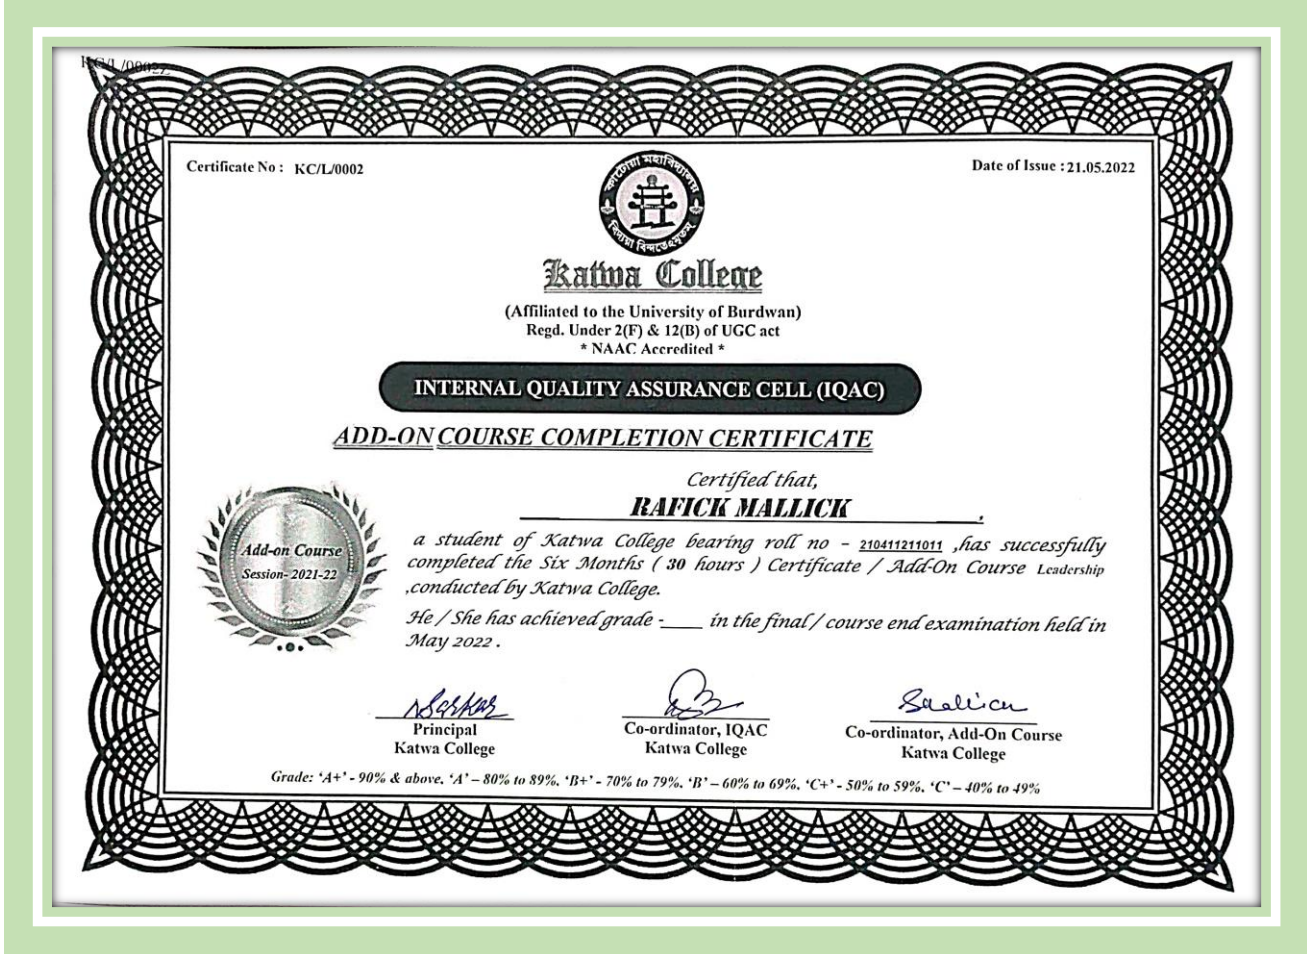 Certificate No : KC/L/0002
Date of Issue : 21.05.2022
কাটোয়া মহাবিদ্যালয়
Katwa College
(Affiliated to the University of Burdwan)
Regd. Under 2(F) & 12(B) of UGC act
* NAAC Accredited *
INTERNAL QUALITY ASSURANCE CELL (IQAC)
ADD-ON COURSE COMPLETION CERTIFICATE
Certified that,
RAFICK MALLICK .
Add-on Course
Session- 2021-22
a student of Katwa College bearing roll no - 210411211011 ,has successfully
completed the Six Months ( 30 hours ) Certificate / Add-On Course Leadership
,conducted by Katwa College.
He / She has achieved grade -____ in the final / course end examination held in
May 2022 .
Principal
Katwa College
Co-ordinator, IQAC
Katwa College
Co-ordinator, Add-On Course
Katwa College
Grade: ‘A+’ - 90% & above, ‘A’ – 80% to 89%, ‘B+’ - 70% to 79%, ‘B’ – 60% to 69%, ‘C+’ - 50% to 59%, ‘C’ – 40% to 49%